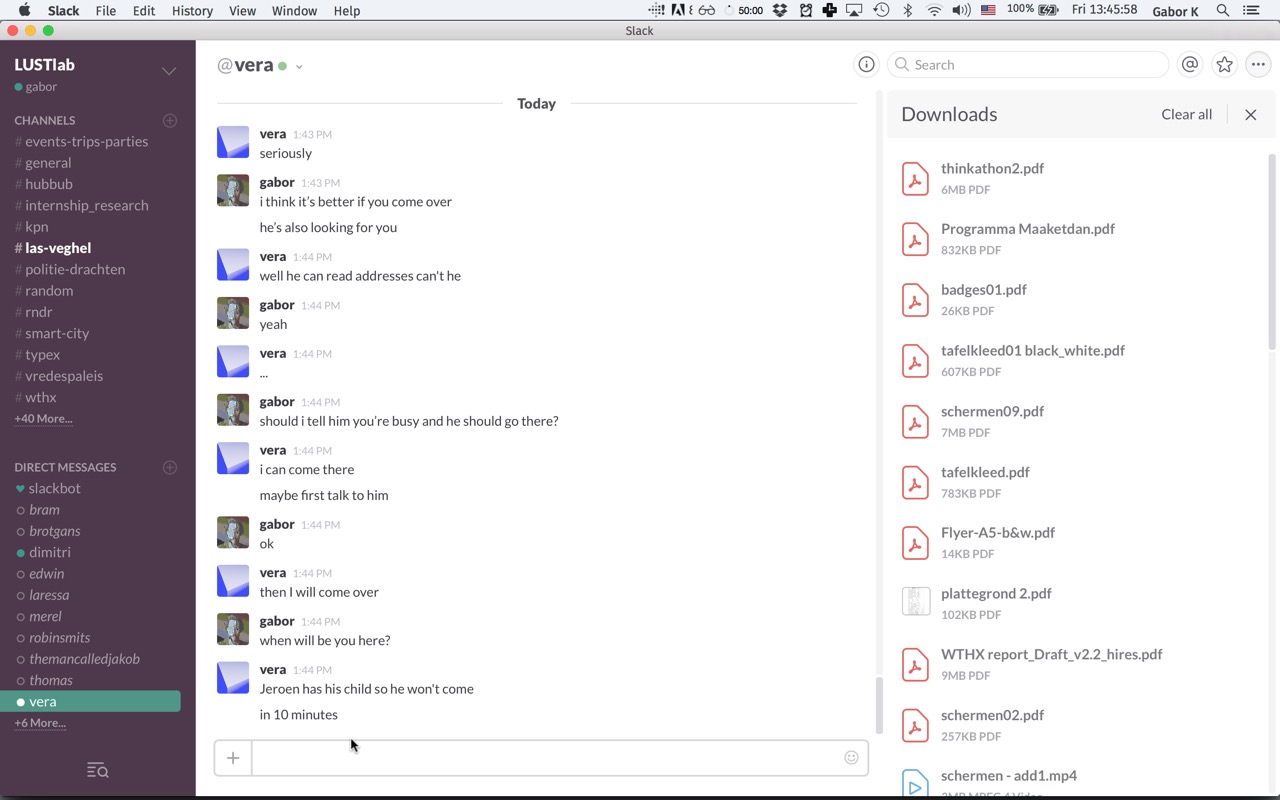 Slack File Edit History View Window Help 50:00 100% Fri 13:45:58 Gabor K
Slack
LUSTlab
gabor
CHANNELS
# events-trips-parties
# general
# hubbub
# internship_research
# kpn
# las-veghel
# politie-drachten
# random
# rndr
# smart-city
# typex
# vredespaleis
# wthx
+40 More...
DIRECT MESSAGES
slackbot
bram
brotgans
dimitri
edwin
laressa
merel
robinsmits
themancalledjakob
thomas
vera
+6 More...
@vera
Search
Today
vera 1:43 PM
seriously
gabor 1:43 PM
i think it’s better if you come over
he’s also looking for you
vera 1:44 PM
well he can read addresses can't he
gabor 1:44 PM
yeah
vera 1:44 PM
...
gabor 1:44 PM
should i tell him you’re busy and he should go there?
vera 1:44 PM
i can come there
maybe first talk to him
gabor 1:44 PM
ok
vera 1:44 PM
then I will come over
gabor 1:44 PM
when will be you here?
vera 1:44 PM
Jeroen has his child so he won't come
in 10 minutes
Downloads Clear all
thinkathon2.pdf
6MB PDF
Programma Maaketdan.pdf
832KB PDF
badges01.pdf
26KB PDF
tafelkleed01 black_white.pdf
607KB PDF
schermen09.pdf
7MB PDF
tafelkleed.pdf
783KB PDF
Flyer-A5-b&w.pdf
14KB PDF
plattegrond 2.pdf
102KB PDF
WTHX report_Draft_v2.2_hires.pdf
9MB PDF
schermen02.pdf
257KB PDF
schermen - add1.mp4